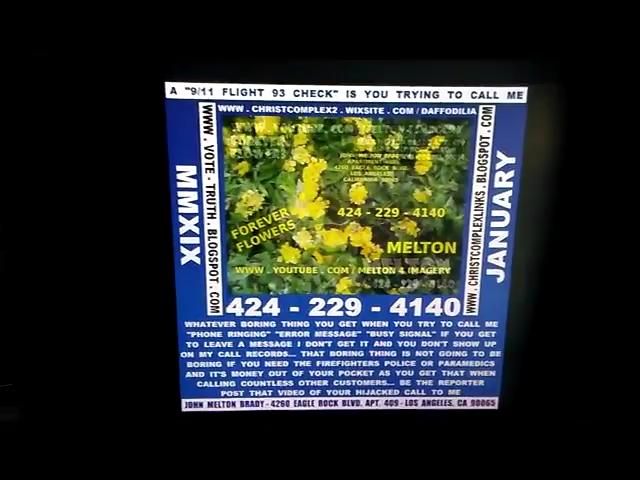 A "9/11 FLIGHT 93 CHECK" IS YOU TRYING TO CALL ME
WWW . CHRISTCOMPLEX2 . WIXSITE . COM / DAFFODILIA
WWW . VOTE - TRUTH . BLOGSPOT . COM
WWW . CHRISTCOMPLEXLINKS . BLOGSPOT . COM
MMXIX
JANUARY
424 - 229 - 4140
FOREVER
FLOWERS
MELTON
WWW . YOUTUBE . COM / MELTON 4 IMAGERY
424 - 229 - 4140
424 - 229 - 4140
WHATEVER BORING THING YOU GET WHEN YOU TRY TO CALL ME
"PHONE RINGING" "ERROR MESSAGE" "BUSY SIGNAL" IF YOU GET
TO LEAVE A MESSAGE I DON'T GET IT AND YOU DON'T SHOW UP
ON MY CALL RECORDS... THAT BORING THING IS NOT GOING TO BE
BORING IF YOU NEED THE FIREFIGHTERS POLICE OR PARAMEDICS
AND IT'S MONEY OUT OF YOUR POCKET AS YOU GET THAT WHEN
CALLING COUNTLESS OTHER CUSTOMERS... BE THE REPORTER
POST THAT VIDEO OF YOUR HIJACKED CALL TO ME
JOHN MELTON BRADY - 4260 EAGLE ROCK BLVD. APT. 409 - LOS ANGELES, CA 90065